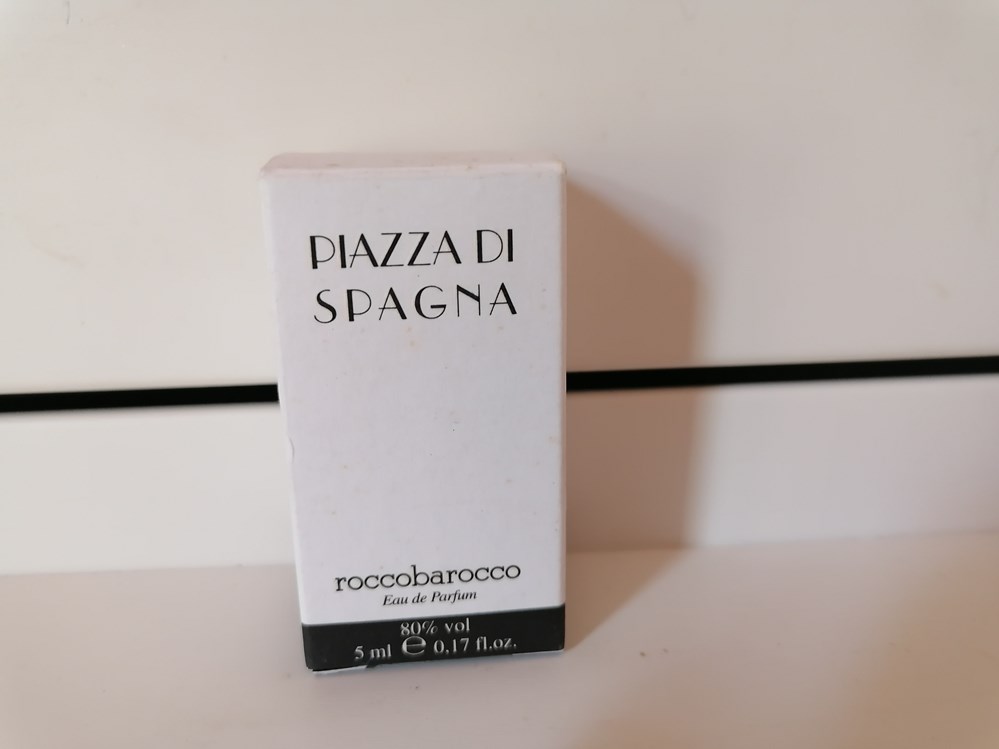 PIAZZA DI
SPAGNA
roccobarocco
Eau de Parfum
80% vol
5 ml ℮ 0,17 fl.oz.